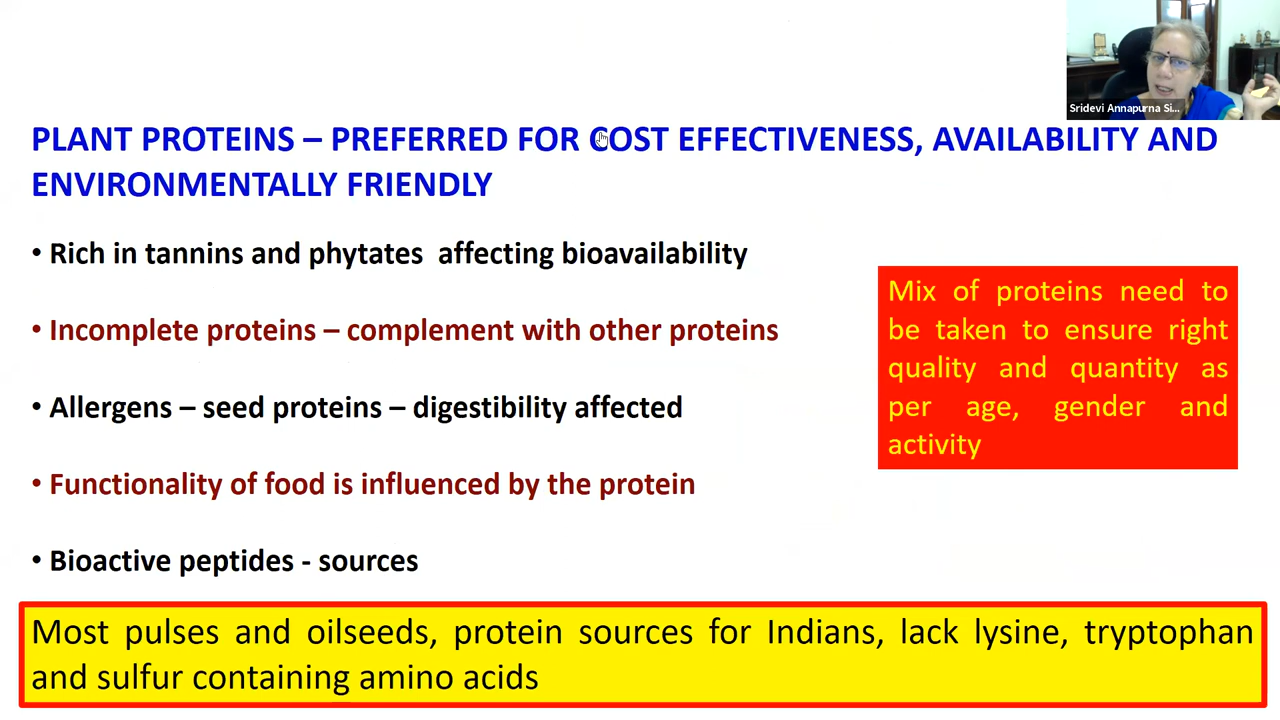 Sridevi Annapurna Si...
PLANT PROTEINS – PREFERRED FOR COST EFFECTIVENESS, AVAILABILITY AND
ENVIRONMENTALLY FRIENDLY
• Rich in tannins and phytates affecting bioavailability
• Incomplete proteins – complement with other proteins
• Allergens – seed proteins – digestibility affected
• Functionality of food is influenced by the protein
• Bioactive peptides - sources
Mix of proteins need to
be taken to ensure right
quality and quantity as
per age, gender and
activity
Most pulses and oilseeds, protein sources for Indians, lack lysine, tryptophan
and sulfur containing amino acids